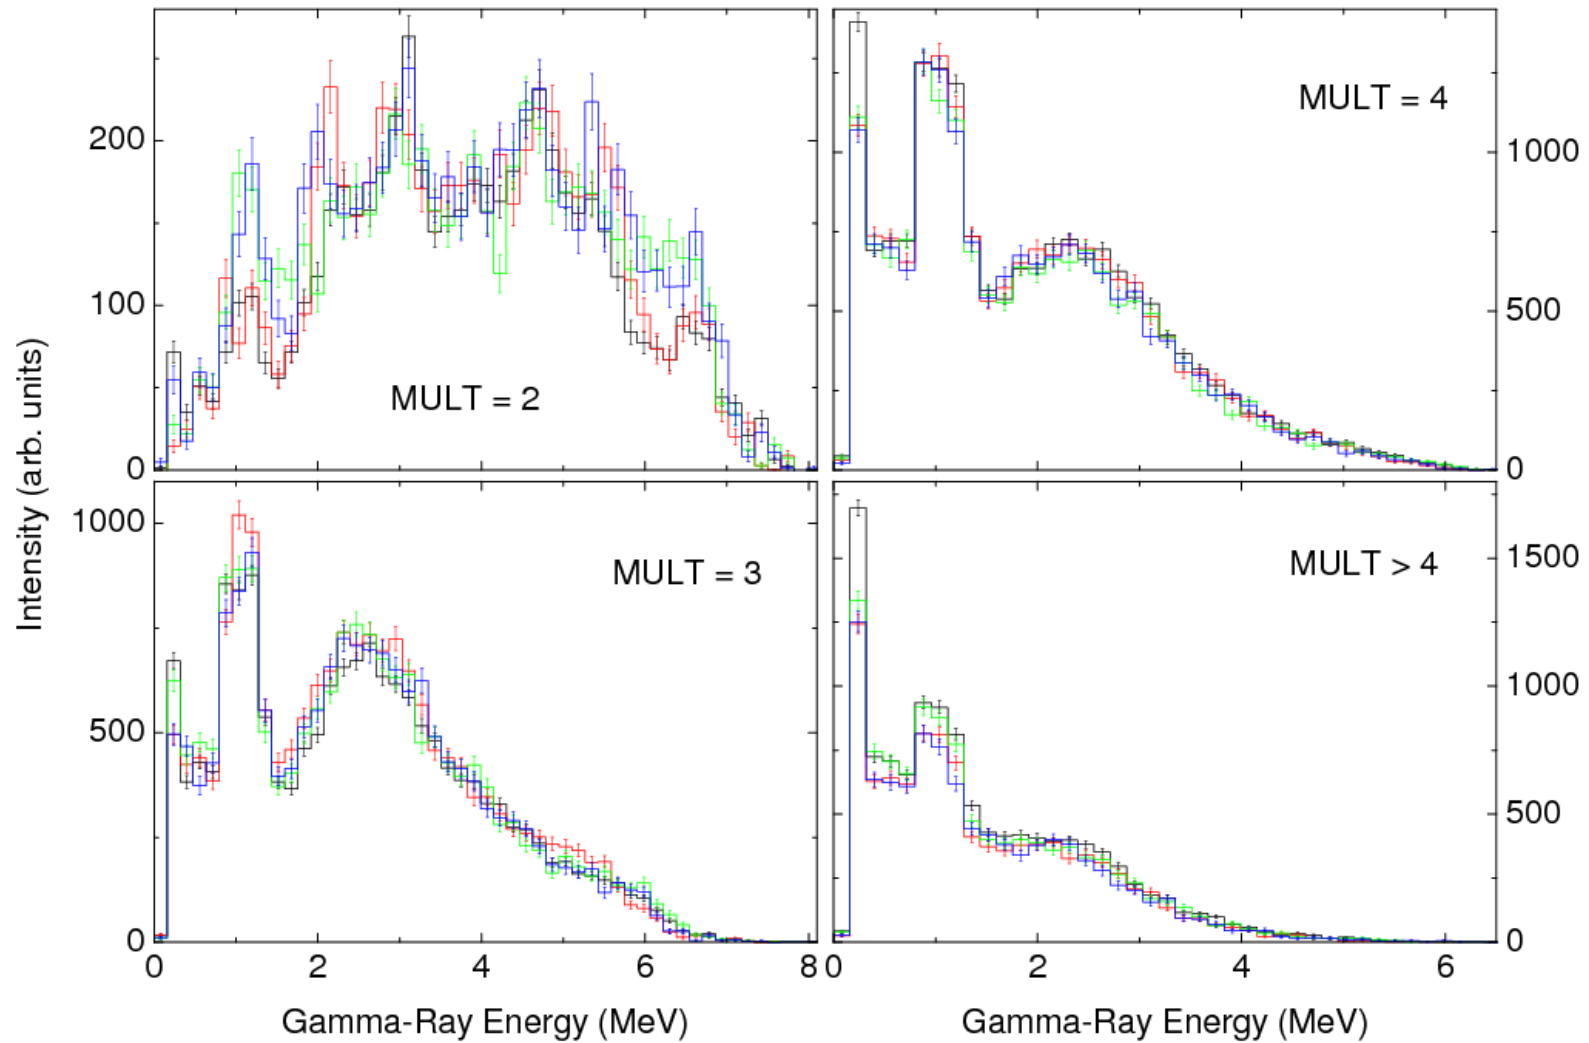 Intensity (arb. units)
200
100
0
MULT = 2
MULT = 4
1000
500
0
1000
500
0
MULT = 3
MULT > 4
1500
1000
500
0
0 2 4 6 8
0 2 4 6
Gamma-Ray Energy (MeV)
Gamma-Ray Energy (MeV)